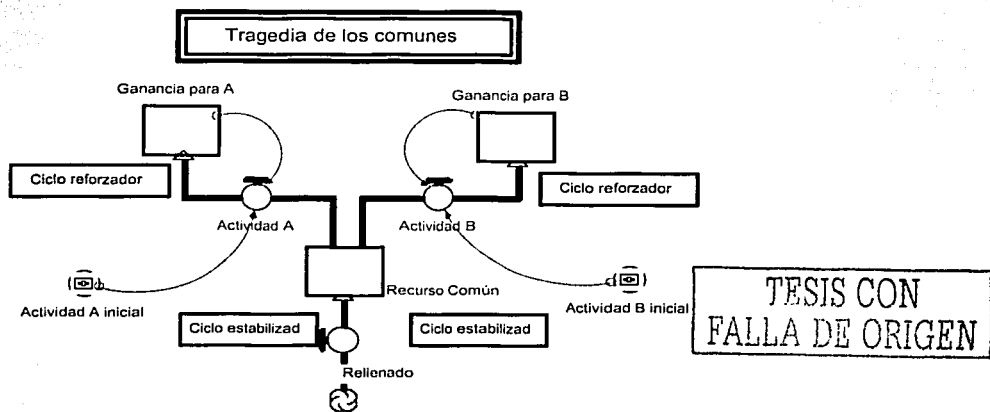 Tragedia de los comunes
Ganancia para A
Ganancia para B
Ciclo reforzador
Ciclo reforzador
Actividad A
Actividad B
Recurso Común
Actividad A inicial
Actividad B inicial
Ciclo estabilizad
Ciclo estabilizad
Rellenado
TESIS CON
FALLA DE ORIGEN